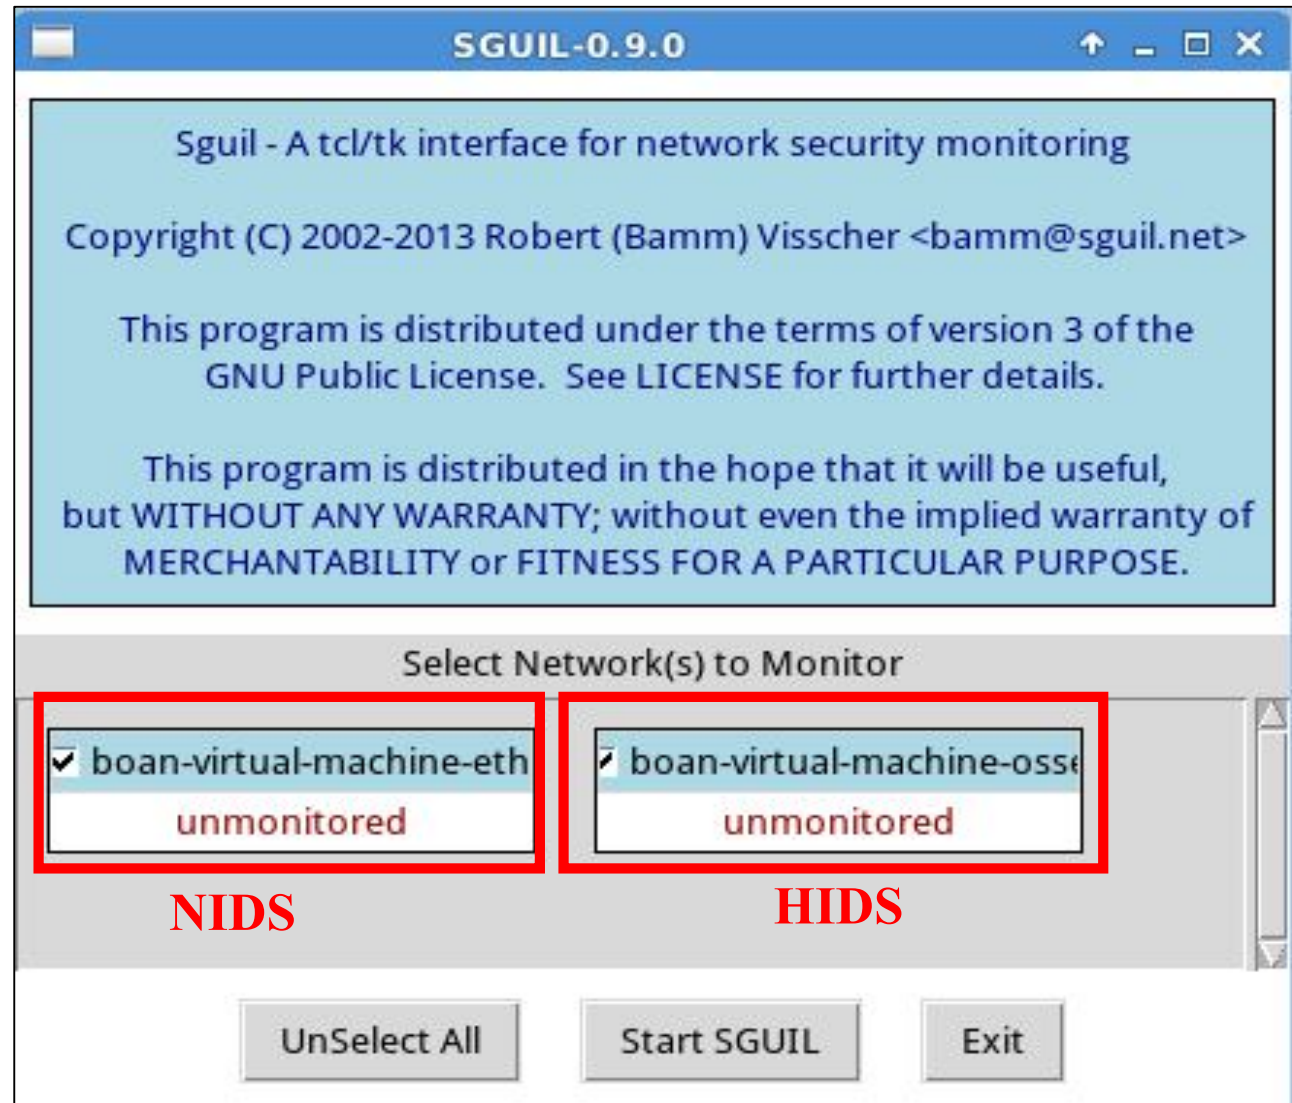 SGUIL-0.9.0
Sguil - A tcl/tk interface for network security monitoring
Copyright (C) 2002-2013 Robert (Bamm) Visscher <bamm@sguil.net>
This program is distributed under the terms of version 3 of the
GNU Public License.  See LICENSE for further details.
This program is distributed in the hope that it will be useful,
but WITHOUT ANY WARRANTY; without even the implied warranty of
MERCHANTABILITY or FITNESS FOR A PARTICULAR PURPOSE.
Select Network(s) to Monitor
boan-virtual-machine-eth boan-virtual-machine-osse
unmonitored unmonitored
NIDS HIDS
UnSelect All Start SGUIL Exit